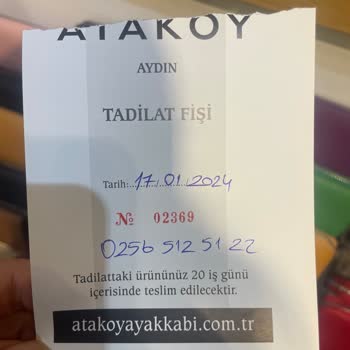 ATAKÖY
AYDIN
TADİLAT FİŞİ
Tarih:..17./.01./.2024
№ 02369
0256 512 51 22
Tadilattaki ürününüz 20 iş günü
içerisinde teslim edilecektir.
atakoyayakkabi.com.tr